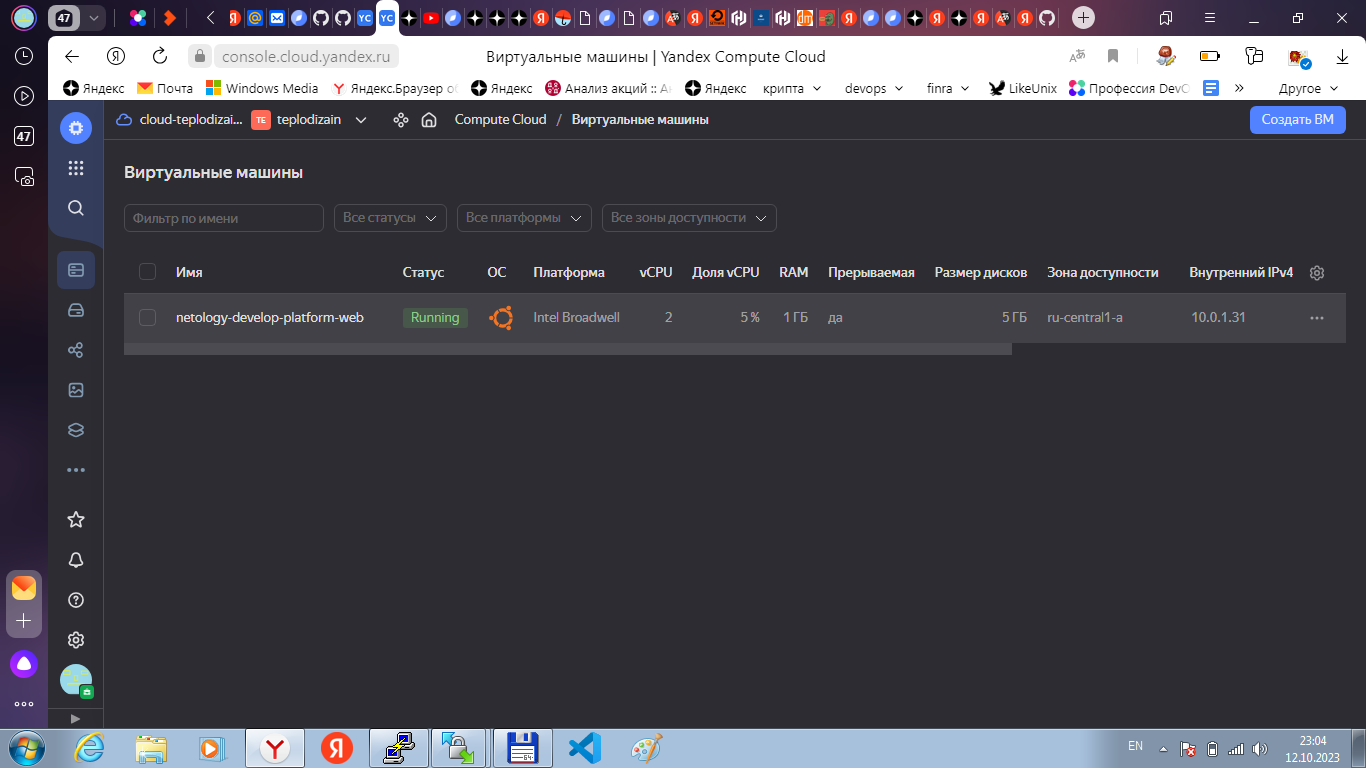 47
console.cloud.yandex.ru
Виртуальные машины | Yandex Compute Cloud
47
Яндекс
Почта
Windows Media
Яндекс.Браузер
Яндекс
Анализ акций ::
Яндекс
крипта
devops
finra
LikeUnix
Профессия
Другое
cloud-teplodizai...
TE
teplodizain
Compute Cloud / Виртуальные машины
Создать ВМ
Виртуальные машины
Фильтр по имени
Все статусы
Все платформы
Все зоны доступности
Имя Статус ОС Платформа vCPU Доля vCPU RAM Прерываемая Размер дисков Зона доступности Внутренний IPv4
netology-develop-platform-web Running Intel Broadwell 2 5 % 1 ГБ да 5 ГБ ru-central1-a 10.0.1.31
EN
23:04
12.10.2023